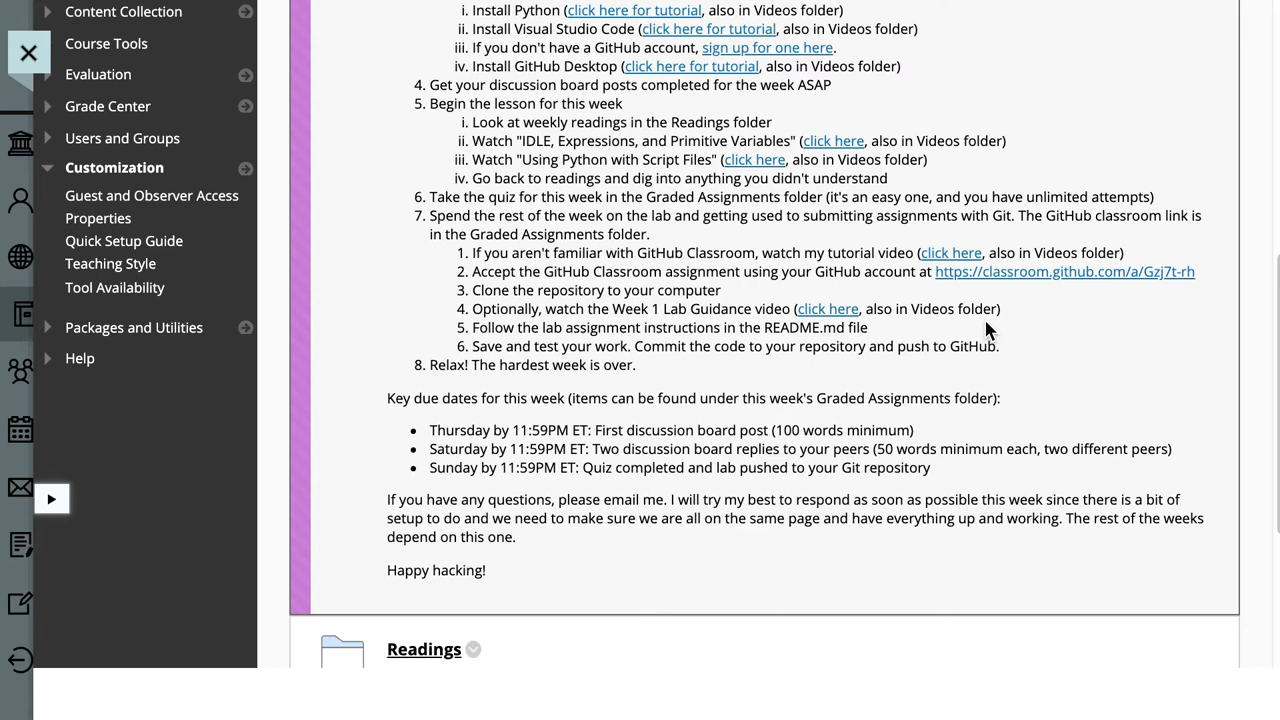 Content Collection
Course Tools
Evaluation
Grade Center
Users and Groups
Customization
Guest and Observer Access
Properties
Quick Setup Guide
Teaching Style
Tool Availability
Packages and Utilities
Help
i. Install Python (click here for tutorial, also in Videos folder)
ii. Install Visual Studio Code (click here for tutorial, also in Videos folder)
iii. If you don't have a GitHub account, sign up for one here.
iv. Install GitHub Desktop (click here for tutorial, also in Videos folder)
4. Get your discussion board posts completed for the week ASAP
5. Begin the lesson for this week
i. Look at weekly readings in the Readings folder
ii. Watch "IDLE, Expressions, and Primitive Variables" (click here, also in Videos folder)
iii. Watch "Using Python with Script Files" (click here, also in Videos folder)
iv. Go back to readings and dig into anything you didn't understand
6. Take the quiz for this week in the Graded Assignments folder (it's an easy one, and you have unlimited attempts)
7. Spend the rest of the week on the lab and getting used to submitting assignments with Git. The GitHub classroom link is
in the Graded Assignments folder.
1. If you aren't familiar with GitHub Classroom, watch my tutorial video (click here, also in Videos folder)
2. Accept the GitHub Classroom assignment using your GitHub account at https://classroom.github.com/a/Gzj7t-rh
3. Clone the repository to your computer
4. Optionally, watch the Week 1 Lab Guidance video (click here, also in Videos folder)
5. Follow the lab assignment instructions in the README.md file
6. Save and test your work. Commit the code to your repository and push to GitHub.
8. Relax! The hardest week is over.
Key due dates for this week (items can be found under this week's Graded Assignments folder):
• Thursday by 11:59PM ET: First discussion board post (100 words minimum)
• Saturday by 11:59PM ET: Two discussion board replies to your peers (50 words minimum each, two different peers)
• Sunday by 11:59PM ET: Quiz completed and lab pushed to your Git repository
If you have any questions, please email me. I will try my best to respond as soon as possible this week since there is a bit of
setup to do and we need to make sure we are all on the same page and have everything up and working. The rest of the weeks
depend on this one.
Happy hacking!
Readings